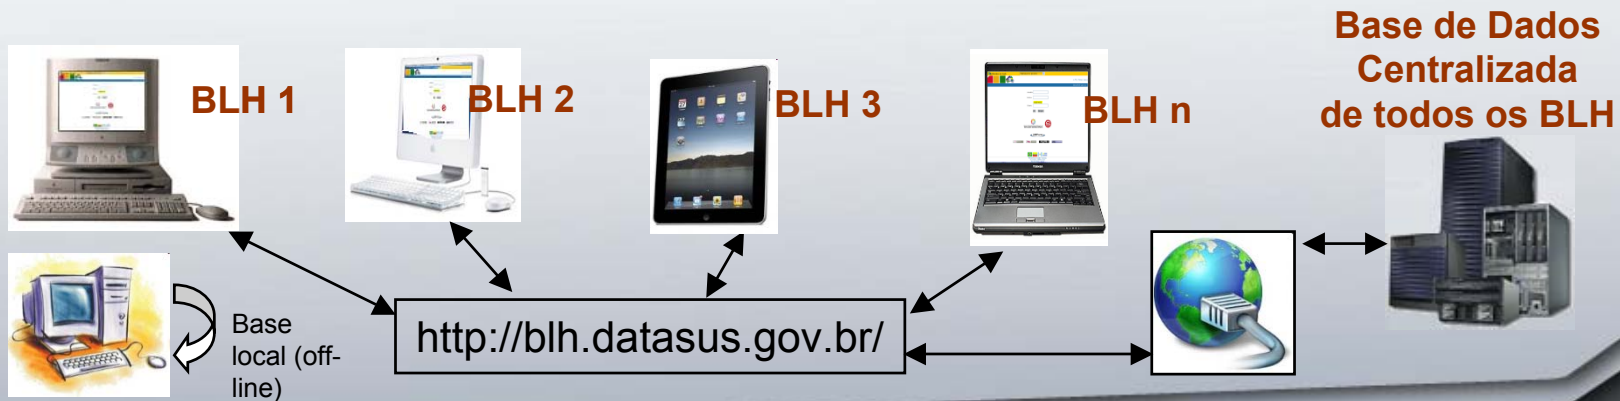 BLH 1
BLH 2
BLH 3
BLH n
Base de Dados
Centralizada
de todos os BLH
Base
local (off-
line)
http://blh.datasus.gov.br/